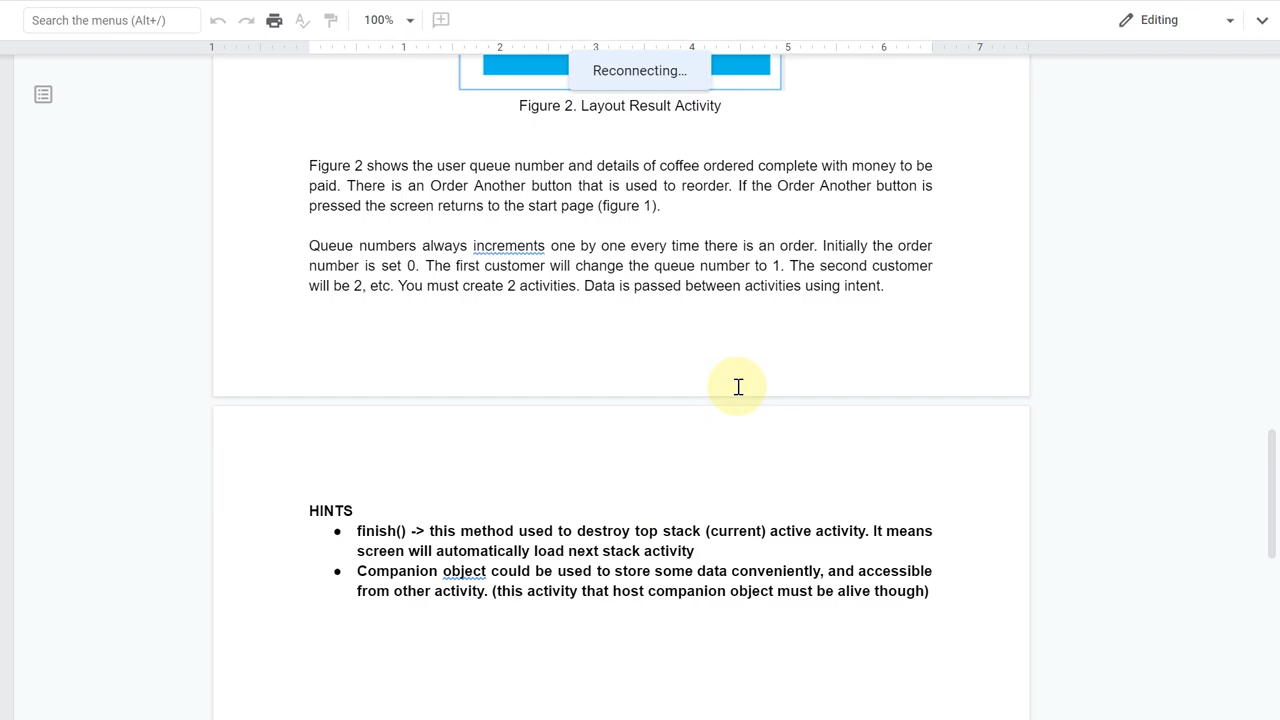 Search the menus (Alt+/)
100%
Editing
1 1 2 3 4 5 6 7
Reconnecting...
Figure 2. Layout Result Activity
Figure 2 shows the user queue number and details of coffee ordered complete with money to be
paid. There is an Order Another button that is used to reorder. If the Order Another button is
pressed the screen returns to the start page (figure 1).
Queue numbers always increments one by one every time there is an order. Initially the order
number is set 0. The first customer will change the queue number to 1. The second customer
will be 2, etc. You must create 2 activities. Data is passed between activities using intent.
HINTS
● finish() -> this method used to destroy top stack (current) active activity. It means
screen will automatically load next stack activity
● Companion object could be used to store some data conveniently, and accessible
from other activity. (this activity that host companion object must be alive though)